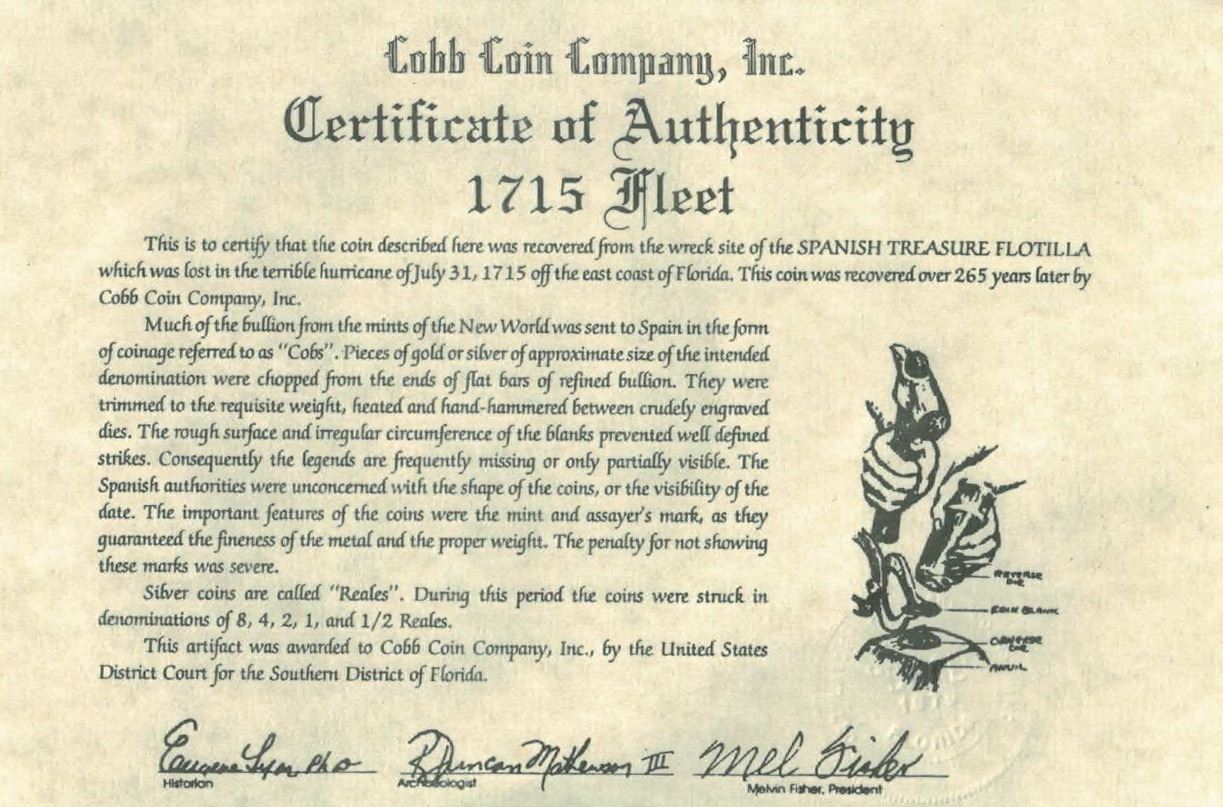 Cobb Coin Company, Inc.
Certificate of Authenticity
1715 Fleet
This is to certify that the coin described here was recovered from the wreck site of the SPANISH TREASURE FLOTILLA
which was lost in the terrible hurricane of July 31, 1715 off the east coast of Florida. This coin was recovered over 265 years later by
Cobb Coin Company, Inc.
Much of the bullion from the mints of the New World was sent to Spain in the form
of coinage referred to as "Cobs". Pieces of gold or silver of approximate size of the intended
denomination were chopped from the ends of flat bars of refined bullion. They were
trimmed to the requisite weight, heated and hand-hammered between crudely engraved
dies. The rough surface and irregular circumference of the blanks prevented well defined
strikes. Consequently the legends are frequently missing or only partially visible. The
Spanish authorities were unconcerned with the shape of the coins, or the visibility of the
date. The important features of the coins were the mint and assayer's mark, as they
guaranteed the fineness of the metal and the proper weight. The penalty for not showing
these marks was severe.
Silver coins are called "Reales". During this period the coins were struck in
denominations of 8, 4, 2, 1, and 1/2 Reales.
This artifact was awarded to Cobb Coin Company, Inc., by the United States
District Court for the Southern District of Florida.
REVERSE
DIE
COIN BLANK
OBVERSE
DIE
ANVIL
Eugene Lyon PhD
Historian
R Duncan Mathewson III
Archaeologist
Mel Fisher
Melvin Fisher, President